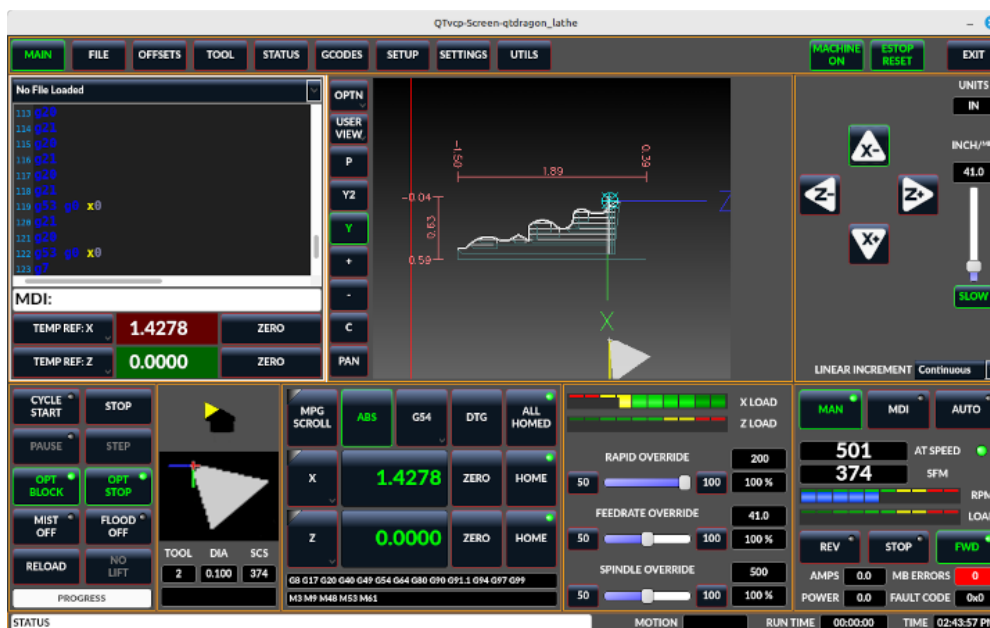 QTvcp-Screen-qtdragon_lathe
MAIN FILE OFFSETS TOOL STATUS GCODES SETUP SETTINGS UTILS MACHINE ON ESTOP RESET EXIT
No File Loaded
113 g20
114 g21
115 g20
116 g21
117 g20
118 g21
119 g53 g0 x0
120 g21
121 g20
122 g53 g0 x0
123 g7
MDI:
TEMP REF: X 1.4278 ZERO
TEMP REF: Z 0.0000 ZERO
OPTN
USER VIEW
P
Y2
Y
+
-
C
PAN
-1.50
1.89
0.39
-0.04
0.63
0.59
Z
X
UNITS
IN
41.0
X-
Z- Z+
X+
SLOW
LINEAR INCREMENT Continuous
CYCLE START STOP
PAUSE STEP
OPT BLOCK OPT STOP
MIST OFF FLOOD OFF
RELOAD NO LIFT
PROGRESS
TOOL DIA SCS
2 0.100 374
MPG SCROLL ABS G54 DTG ALL HOMED
X 1.4278 ZERO HOME
Z 0.0000 ZERO HOME
G8 G17 G20 G40 G49 G54 G64 G80 G90 G91.1 G94 G97 G99
M3 M9 M48 M53 M61
X LOAD
Z LOAD
RAPID OVERRIDE 200
50 100 100 %
FEEDRATE OVERRIDE 41.0
50 100 100 %
SPINDLE OVERRIDE 500
50 100 100 %
MAN MDI AUTO
501 AT SPEED
374 SFM
RPM
REV STOP FWD
AMPS 0.0 MB ERRORS 0
POWER 0.0 FAULT CODE 0x0
STATUS MOTION RUN TIME 00:00:00 TIME 02:43:57